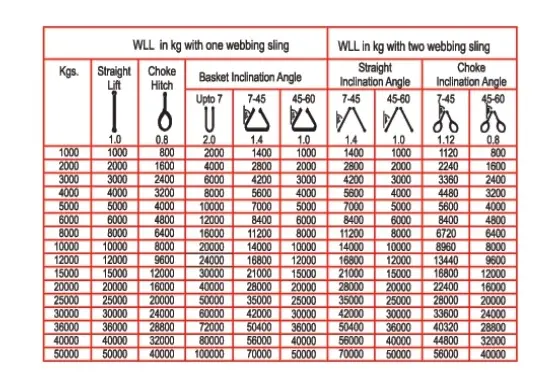 WLL in kg with one webbing sling WLL in kg with two webbing sling
Kgs. Straight Lift Choke Hitch Basket Inclination Angle Straight Inclination Angle Choke Inclination Angle
Upto 7 7-45 45-60 7-45 45-60 7-45 45-60
1.0 0.8 2.0 1.4 1.0 1.4 1.0 1.12 0.8
1000 1000 800 2000 1400 1000 1400 1000 1120 800
2000 2000 1600 4000 2800 2000 2800 2000 2240 1600
3000 3000 2400 6000 4200 3000 4200 3000 3360 2400
4000 4000 3200 8000 5600 4000 5600 4000 4480 3200
5000 5000 4000 10000 7000 5000 7000 5000 5600 4000
6000 6000 4800 12000 8400 6000 8400 6000 8400 4800
8000 8000 6400 16000 11200 8000 11200 8000 6720 6400
10000 10000 8000 20000 14000 10000 14000 10000 8960 8000
12000 12000 9600 24000 16800 12000 16800 12000 13440 9600
15000 15000 12000 30000 21000 15000 21000 15000 16800 12000
20000 20000 16000 40000 28000 20000 28000 20000 22400 16000
25000 25000 20000 50000 35000 25000 35000 25000 28000 20000
30000 30000 24000 60000 42000 30000 42000 30000 33600 24000
36000 36000 28800 72000 50400 36000 50400 36000 40320 28800
40000 40000 32000 80000 56000 40000 56000 40000 44800 32000
50000 50000 40000 100000 70000 50000 70000 50000 56000 40000